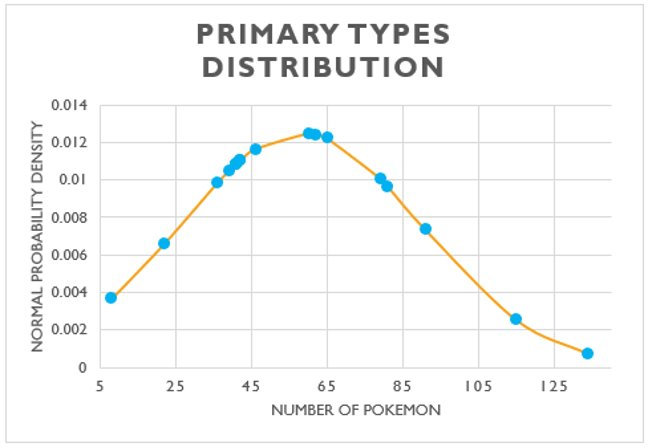 PRIMARY TYPES
DISTRIBUTION
NORMAL PROBABILITY DENSITY
0.014
0.012
0.01
0.008
0.006
0.004
0.002
0
5 25 45 65 85 105 125
NUMBER OF POKEMON